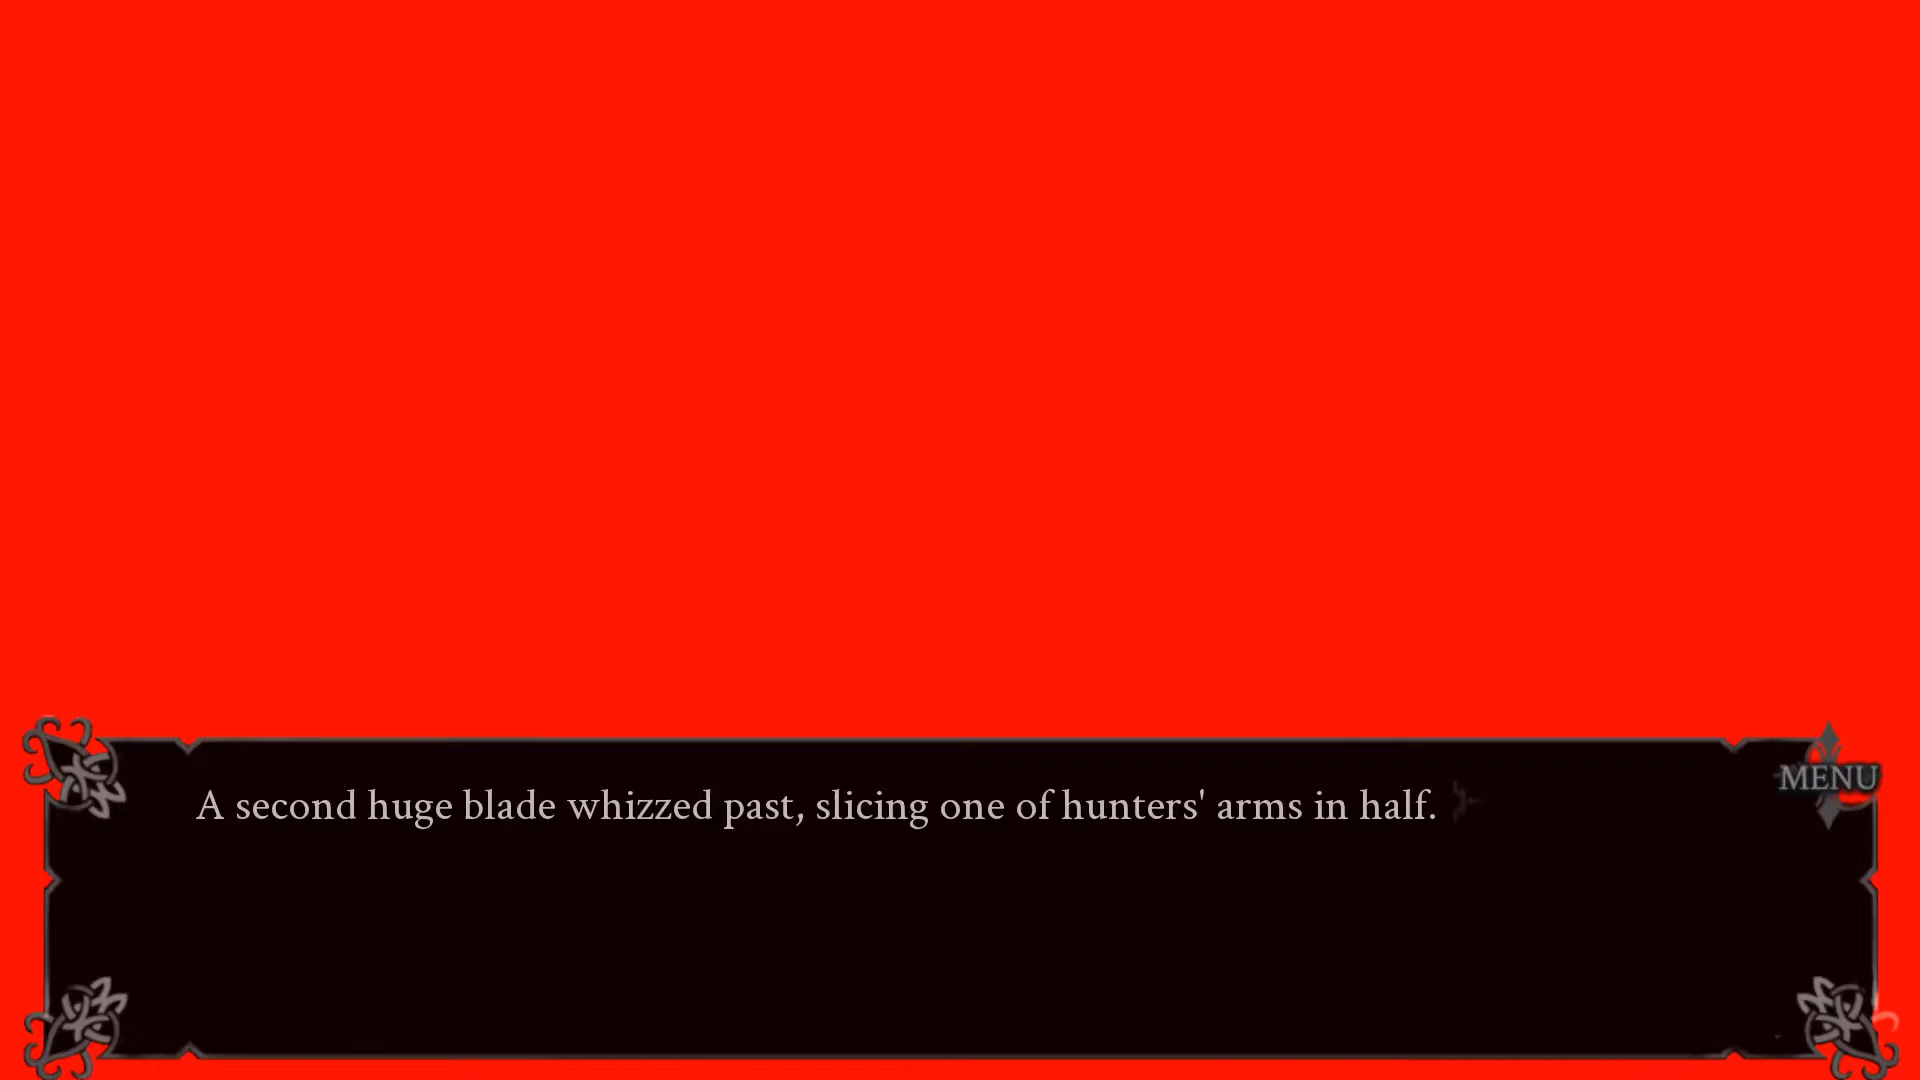 MENU
A second huge blade whizzed past, slicing one of hunters' arms in half.